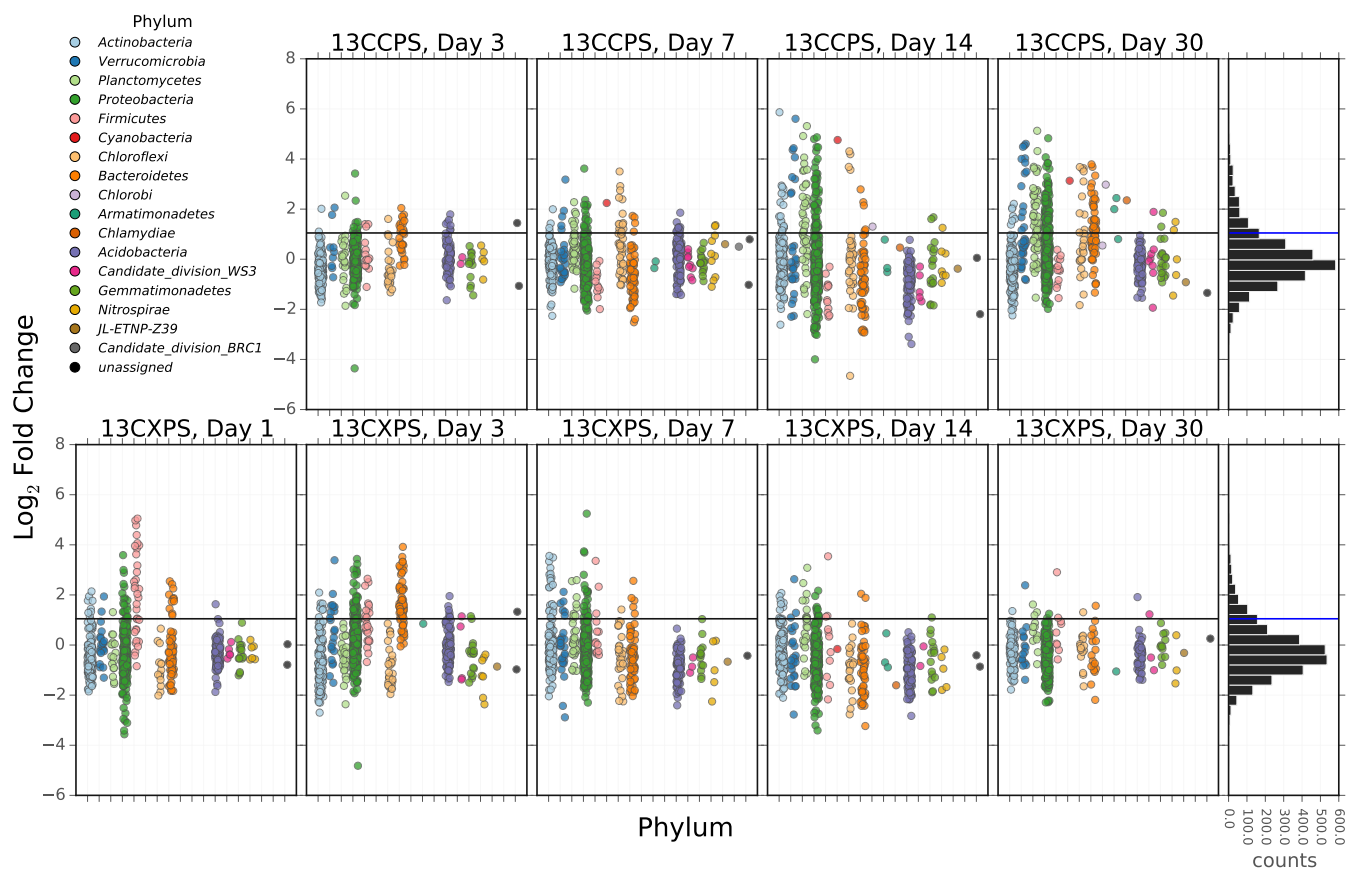 Phylum
Actinobacteria
Verrucomicrobia
Planctomycetes
Proteobacteria
Firmicutes
Cyanobacteria
Chloroflexi
Bacteroidetes
Chlorobi
Armatimonadetes
Chlamydiae
Acidobacteria
Candidate_division_WS3
Gemmatimonadetes
Nitrospirae
JL-ETNP-Z39
Candidate_division_BRC1
unassigned
13CCPS, Day 3
13CCPS, Day 7
13CCPS, Day 14
13CCPS, Day 30
8
6
4
2
0
−2
−4
−6
Log₂ Fold Change
13CXPS, Day 1
13CXPS, Day 3
13CXPS, Day 7
13CXPS, Day 14
13CXPS, Day 30
8
6
4
2
0
−2
−4
−6
0.0
100.0
200.0
300.0
400.0
500.0
600.0
counts
Phylum